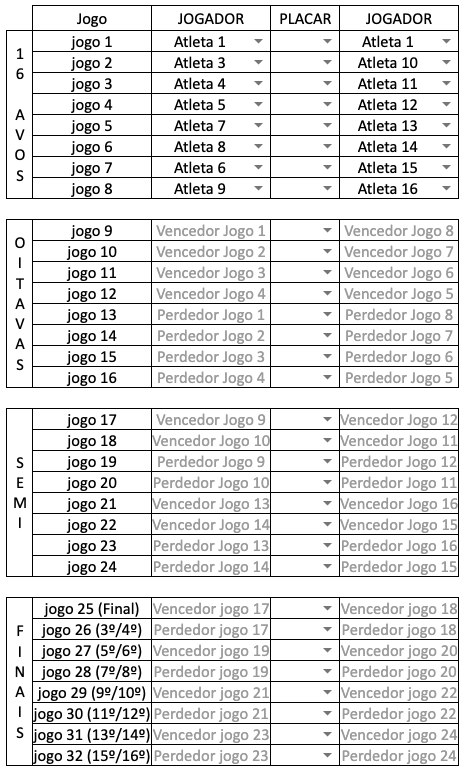 Jogo JOGADOR PLACAR JOGADOR
16 AVOS
jogo 1 Atleta 1 Atleta 1
jogo 2 Atleta 3 Atleta 10
jogo 3 Atleta 4 Atleta 11
jogo 4 Atleta 5 Atleta 12
jogo 5 Atleta 7 Atleta 13
jogo 6 Atleta 8 Atleta 14
jogo 7 Atleta 6 Atleta 15
jogo 8 Atleta 9 Atleta 16
OITAVAS
jogo 9 Vencedor Jogo 1 Vencedor Jogo 8
jogo 10 Vencedor Jogo 2 Vencedor Jogo 7
jogo 11 Vencedor Jogo 3 Vencedor Jogo 6
jogo 12 Vencedor Jogo 4 Vencedor Jogo 5
jogo 13 Perdedor Jogo 1 Perdedor Jogo 8
jogo 14 Perdedor Jogo 2 Perdedor Jogo 7
jogo 15 Perdedor Jogo 3 Perdedor Jogo 6
jogo 16 Perdedor Jogo 4 Perdedor Jogo 5
SEMI
jogo 17 Vencedor Jogo 9 Vencedor Jogo 12
jogo 18 Vencedor Jogo 10 Vencedor Jogo 11
jogo 19 Perdedor Jogo 9 Perdedor Jogo 12
jogo 20 Perdedor Jogo 10 Perdedor Jogo 11
jogo 21 Vencedor Jogo 13 Vencedor Jogo 16
jogo 22 Vencedor Jogo 14 Vencedor Jogo 15
jogo 23 Perdedor Jogo 13 Perdedor Jogo 16
jogo 24 Perdedor Jogo 14 Perdedor Jogo 15
FINAIS
jogo 25 (Final) Vencedor jogo 17 Vencedor jogo 18
jogo 26 (3º/4º) Perdedor jogo 17 Perdedor jogo 18
jogo 27 (5º/6º) Vencedor jogo 19 Vencedor jogo 20
jogo 28 (7º/8º) Perdedor jogo 19 Perdedor jogo 20
jogo 29 (9º/10º) Vencedor jogo 21 Vencedor jogo 22
jogo 30 (11º/12º) Perdedor jogo 21 Perdedor jogo 22
jogo 31 (13º/14º) Vencedor jogo 23 Vencedor jogo 24
jogo 32 (15º/16º) Perdedor jogo 23 Perdedor jogo 24